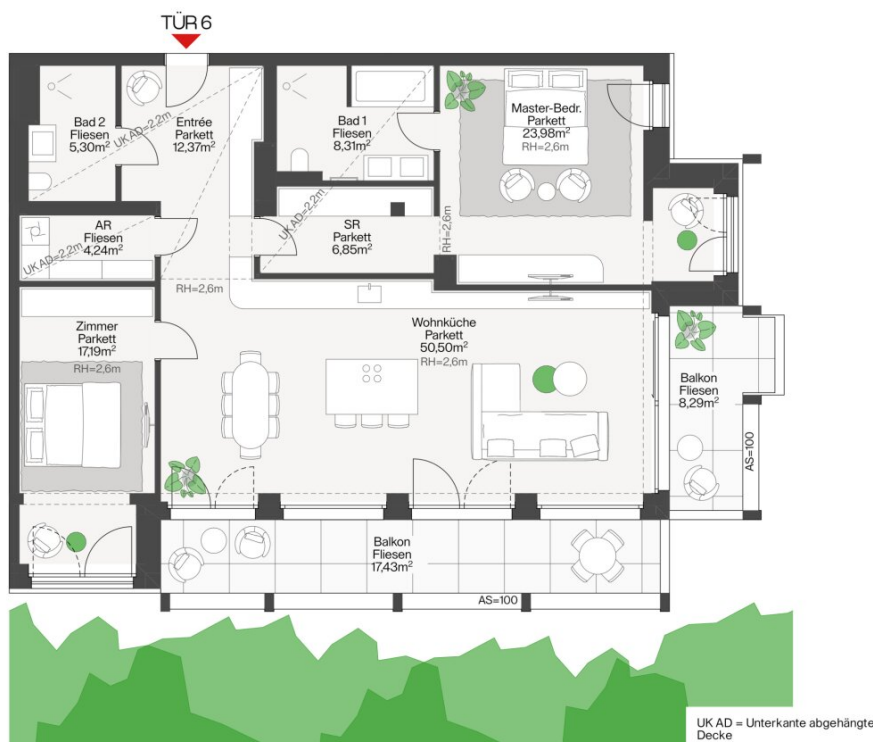 TÜR 6
Bad 2
Fliesen
5,30m²
UK AD=2,2m
Entrée
Parkett
12,37m²
Bad 1
Fliesen
8,31m²
Master-Bedr.
Parkett
23,98m²
RH=2,6m
AR
Fliesen
4,24m²
UK AD=2,2m
SR
Parkett
6,85m²
UK AD=2,2m
RH=2,6m
RH=2,6m
Zimmer
Parkett
17,19m²
RH=2,6m
Wohnküche
Parkett
50,50m²
RH=2,6m
Balkon
Fliesen
8,29m²
AS=100
Balkon
Fliesen
17,43m²
AS=100
UK AD = Unterkante abgehängte
Decke